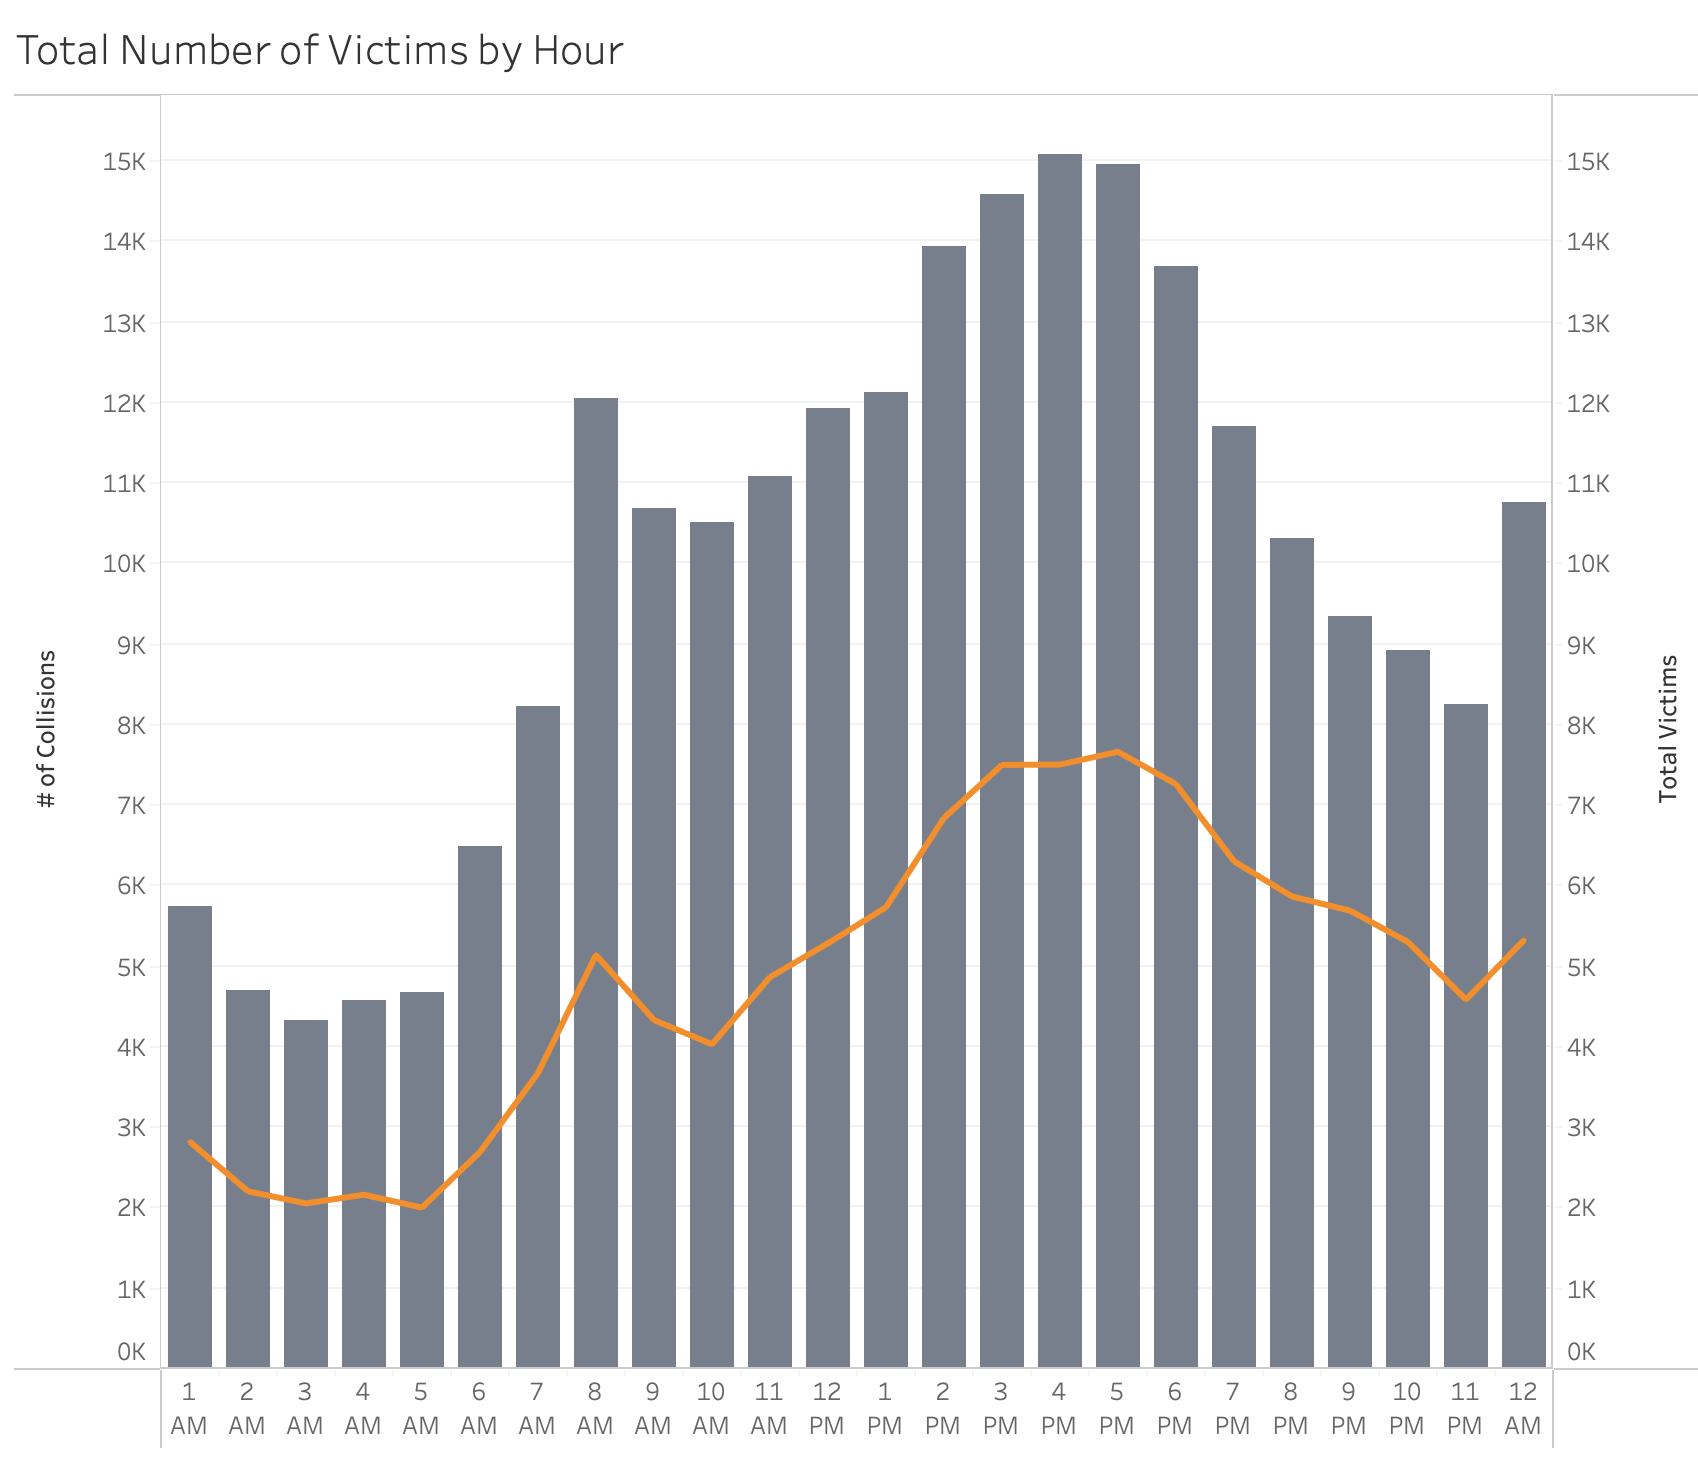 Total Number of Victims by Hour
15K
14K
13K
12K
11K
10K
9K
8K
7K
6K
5K
4K
3K
2K
1K
0K
# of Collisions
15K
14K
13K
12K
11K
10K
9K
8K
7K
6K
5K
4K
3K
2K
1K
0K
Total Victims
1 2 3 4 5 6 7 8 9 10 11 12 1 2 3 4 5 6 7 8 9 10 11 12
AM AM AM AM AM AM AM AM AM AM AM PM PM PM PM PM PM PM PM PM PM PM PM AM